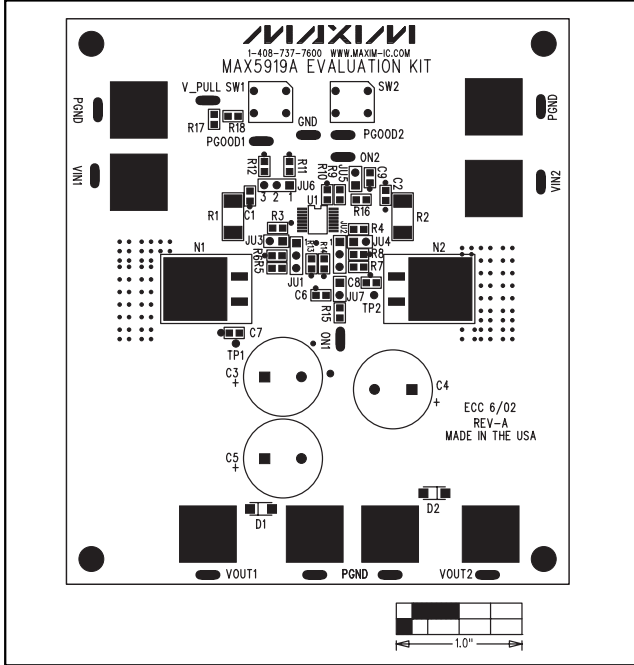 MAXIM
1-408-737-7600 WWW.MAXIM-IC.COM
MAX5919A EVALUATION KIT
V_PULL SW1 SW2
PGND
PGND
GND
R17 R18
PGOOD1
PGOOD2
ON2
VIN1
VIN2
R12
R11
JU6
3 2 1
R10
R9
JU5
C9
C2
U1
R16
R1
C1
R3
R4
R2
N1
JU3
JU2
JU4
N2
R6
R5
R13
R14
R8
R7
JU1
C6
C8
JU7
TP2
R15
ON1
C7
TP1
C3
+
C4
+
C5
+
ECC 6/02
REV-A
MADE IN THE USA
D1
D2
VOUT1
PGND
VOUT2
1.0"